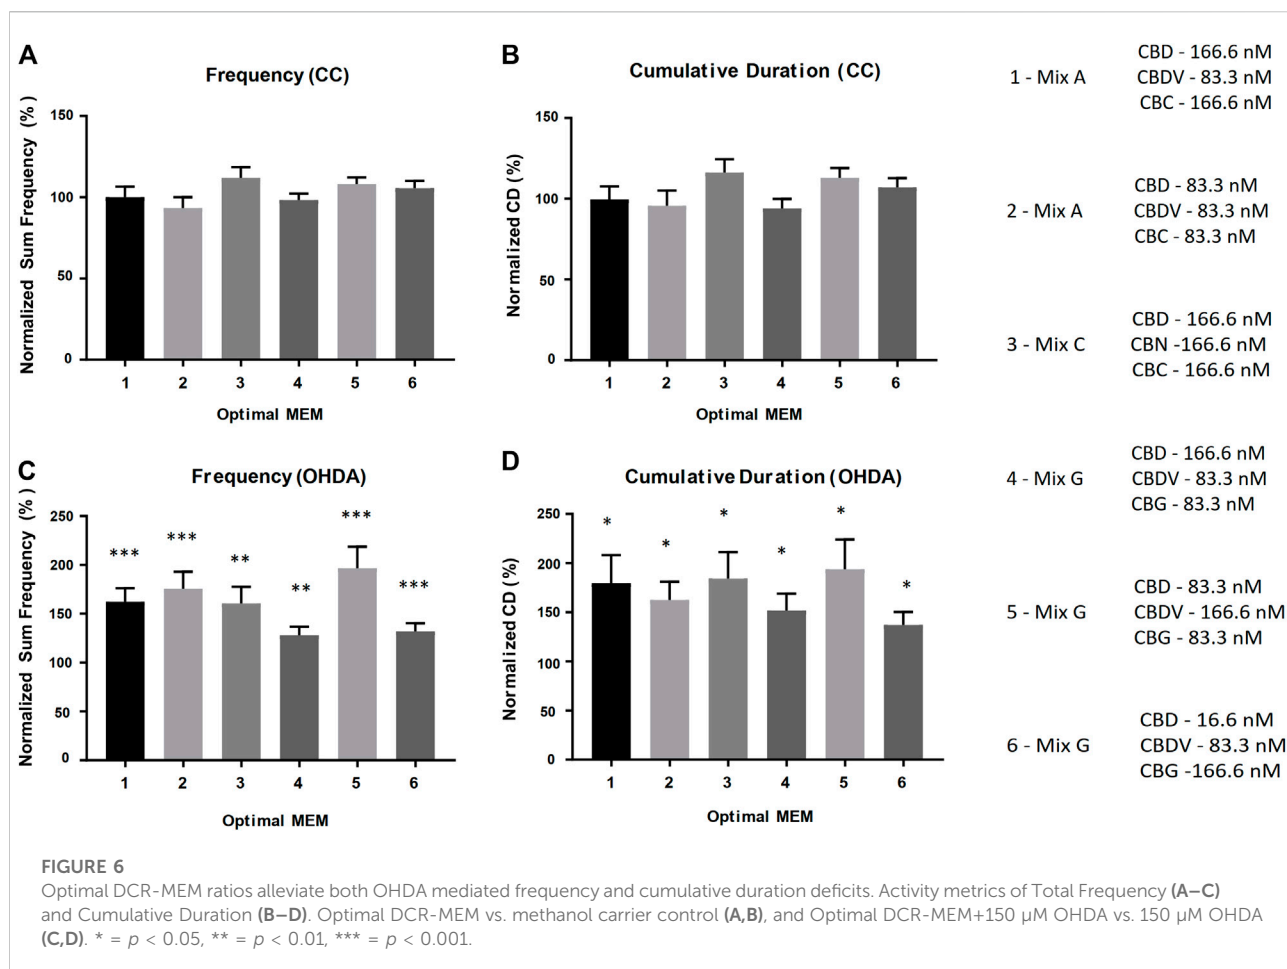 A
Frequency (CC)
Normalized Sum Frequency (%)
150
100
50
0
1 2 3 4 5 6
Optimal MEM
B
Cumulative Duration (CC)
Normalized CD (%)
150
100
50
0
1 2 3 4 5 6
Optimal MEM
C
Frequency (OHDA)
Normalized Sum Frequency (%)
250
200
150
100
50
0
*** *** ** ** *** ***
1 2 3 4 5 6
Optimal MEM
D
Cumulative Duration (OHDA)
Normalized CD (%)
250
200
150
100
50
0
* * * * * *
1 2 3 4 5 6
Optimal MEM
1 - Mix A
CBD - 166.6 nM
CBDV - 83.3 nM
CBC - 166.6 nM
2 - Mix A
CBD - 83.3 nM
CBDV - 83.3 nM
CBC - 83.3 nM
3 - Mix C
CBD - 166.6 nM
CBN -166.6 nM
CBC - 166.6 nM
4 - Mix G
CBD - 166.6 nM
CBDV - 83.3 nM
CBG - 83.3 nM
5 - Mix G
CBD - 83.3 nM
CBDV - 166.6 nM
CBG - 83.3 nM
6 - Mix G
CBD - 16.6 nM
CBDV - 83.3 nM
CBG -166.6 nM
FIGURE 6
Optimal DCR-MEM ratios alleviate both OHDA mediated frequency and cumulative duration deficits. Activity metrics of Total Frequency (A–C)
and Cumulative Duration (B–D). Optimal DCR-MEM vs. methanol carrier control (A,B), and Optimal DCR-MEM+150 µM OHDA vs. 150 µM OHDA
(C,D). * = p < 0.05, ** = p < 0.01, *** = p < 0.001.